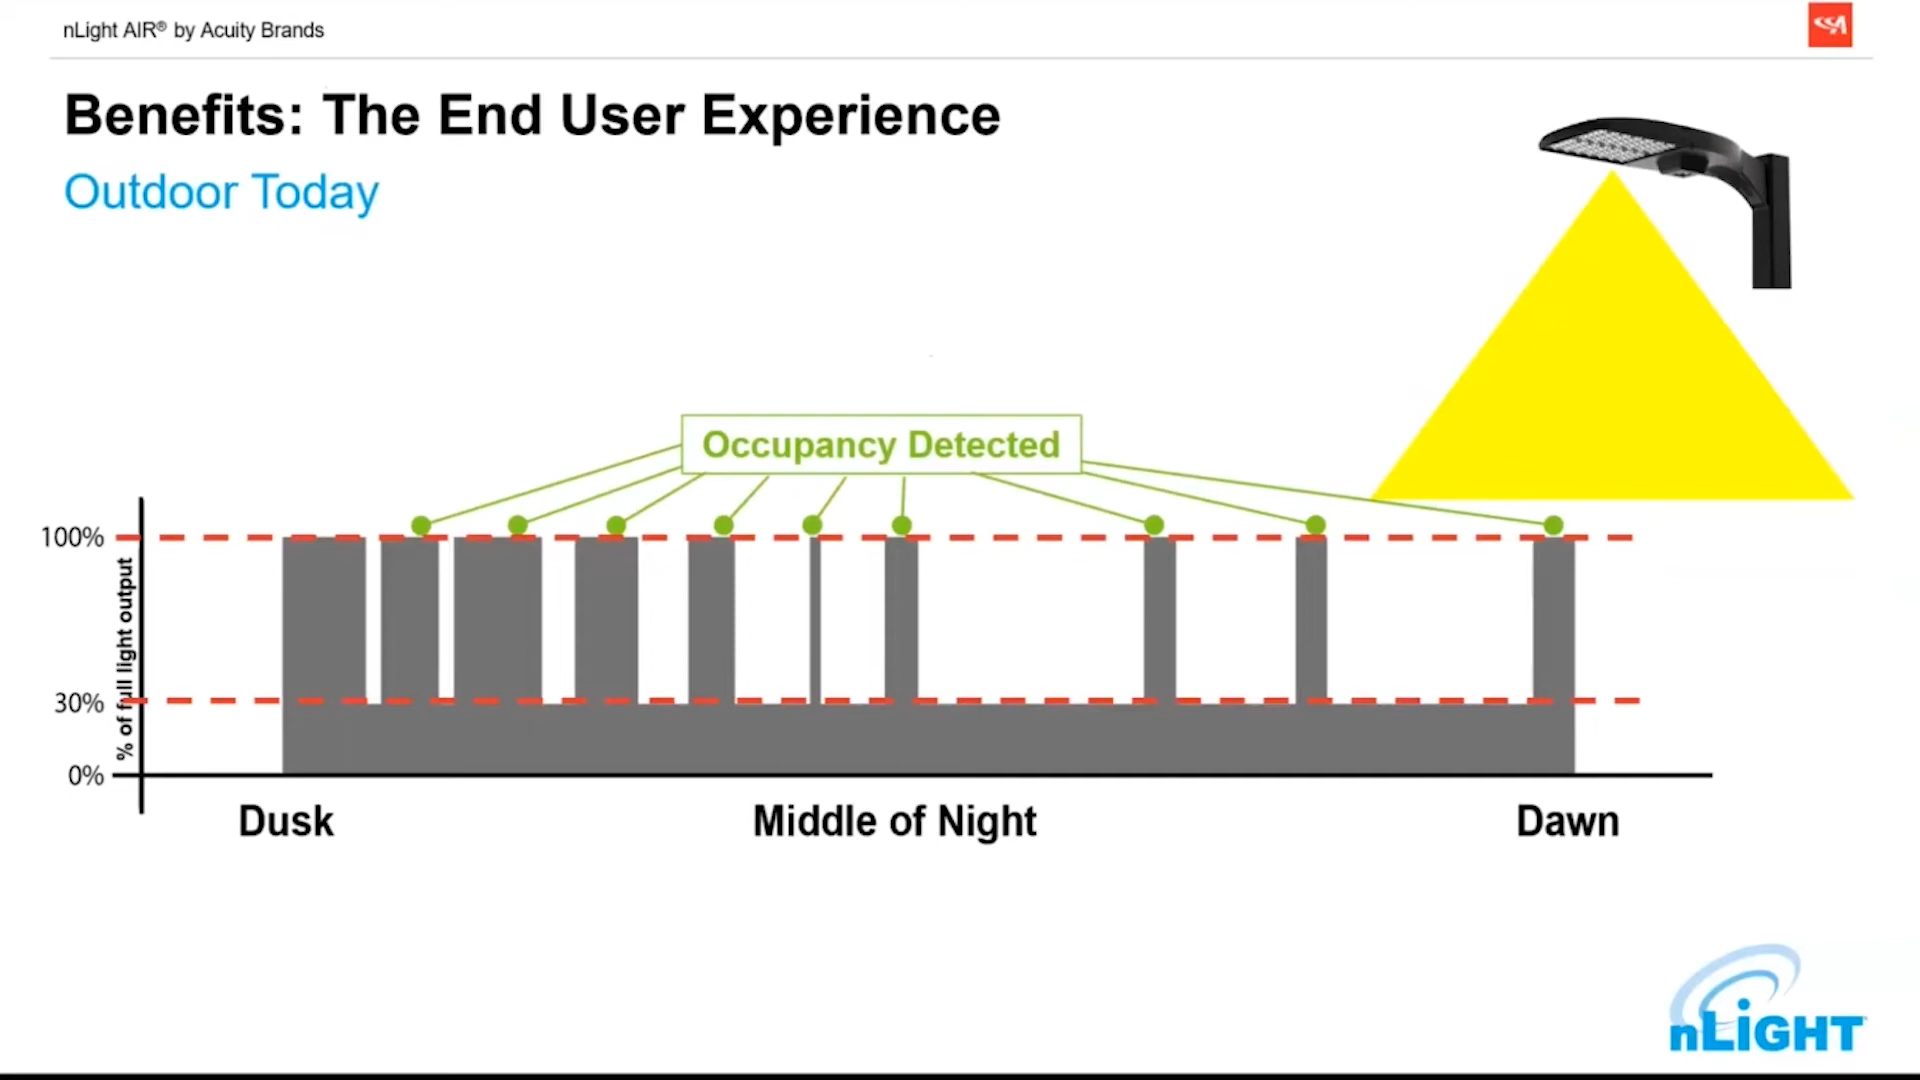 nLight AIR® by Acuity Brands
Benefits: The End User Experience
Outdoor Today
Occupancy Detected
100%
30%
0%
% of full light output
Dusk
Middle of Night
Dawn
nLiGHT